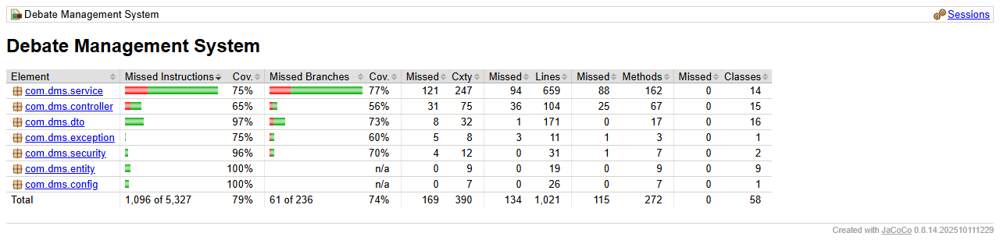 Debate Management System Sessions
Debate Management System
Element Missed Instructions Cov. Missed Branches Cov. Missed Cxty Missed Lines Missed Methods Missed Classes
com.dms.service 75% 77% 121 247 94 659 88 162 0 14
com.dms.controller 65% 56% 31 75 36 104 25 67 0 15
com.dms.dto 97% 73% 8 32 1 171 0 17 0 16
com.dms.exception 75% 60% 5 8 3 11 1 3 0 1
com.dms.security 96% 70% 4 12 0 31 1 7 0 2
com.dms.entity 100% n/a 0 9 0 19 0 9 0 9
com.dms.config 100% n/a 0 7 0 26 0 7 0 1
Total 1,096 of 5,327 79% 61 of 236 74% 169 390 134 1,021 115 272 0 58
Created with JaCoCo 0.8.14.202510111229